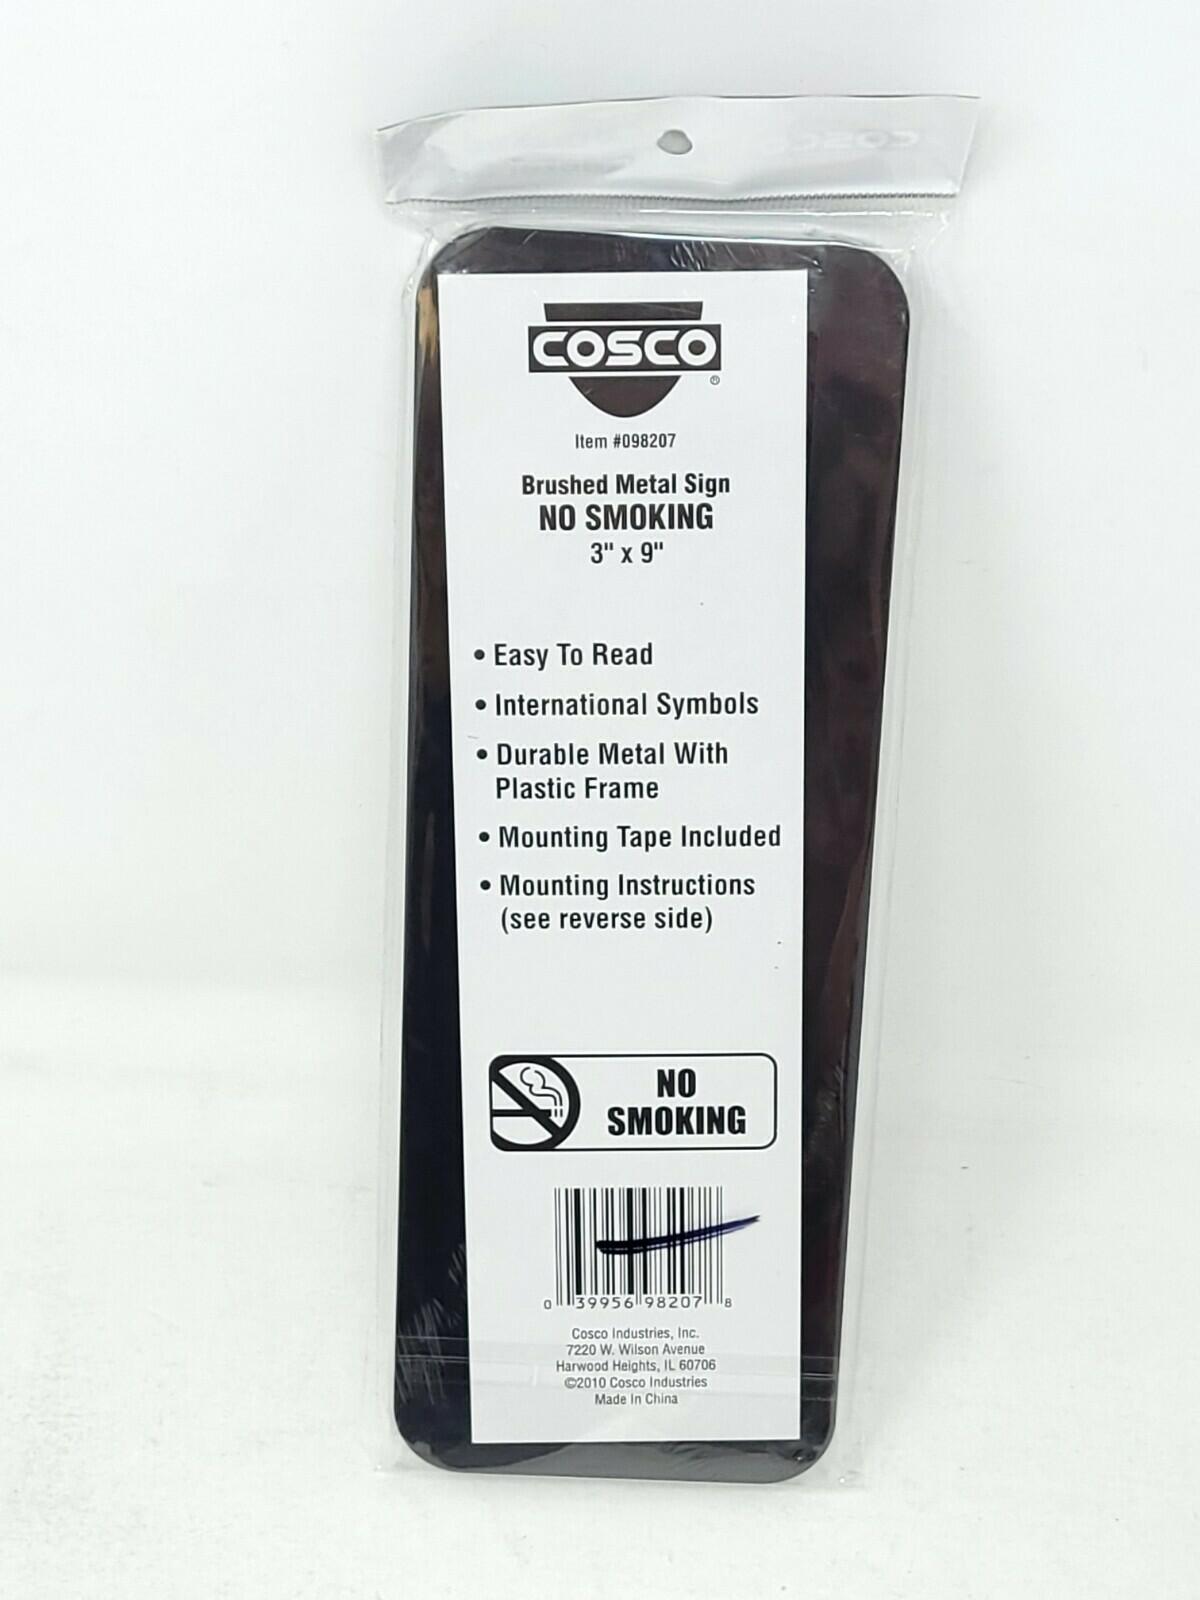 COSCO
COSCO
®
Item #098207
Brushed Metal Sign
NO SMOKING
3" x 9"
• Easy To Read
• International Symbols
• Durable Metal With
Plastic Frame
• Mounting Tape Included
• Mounting Instructions
(see reverse side)
NO
SMOKING
0 39956 98207 8
Cosco Industries, Inc.
7220 W. Wilson Avenue
Harwood Heights, IL 60706
©2010 Cosco Industries
Made In China